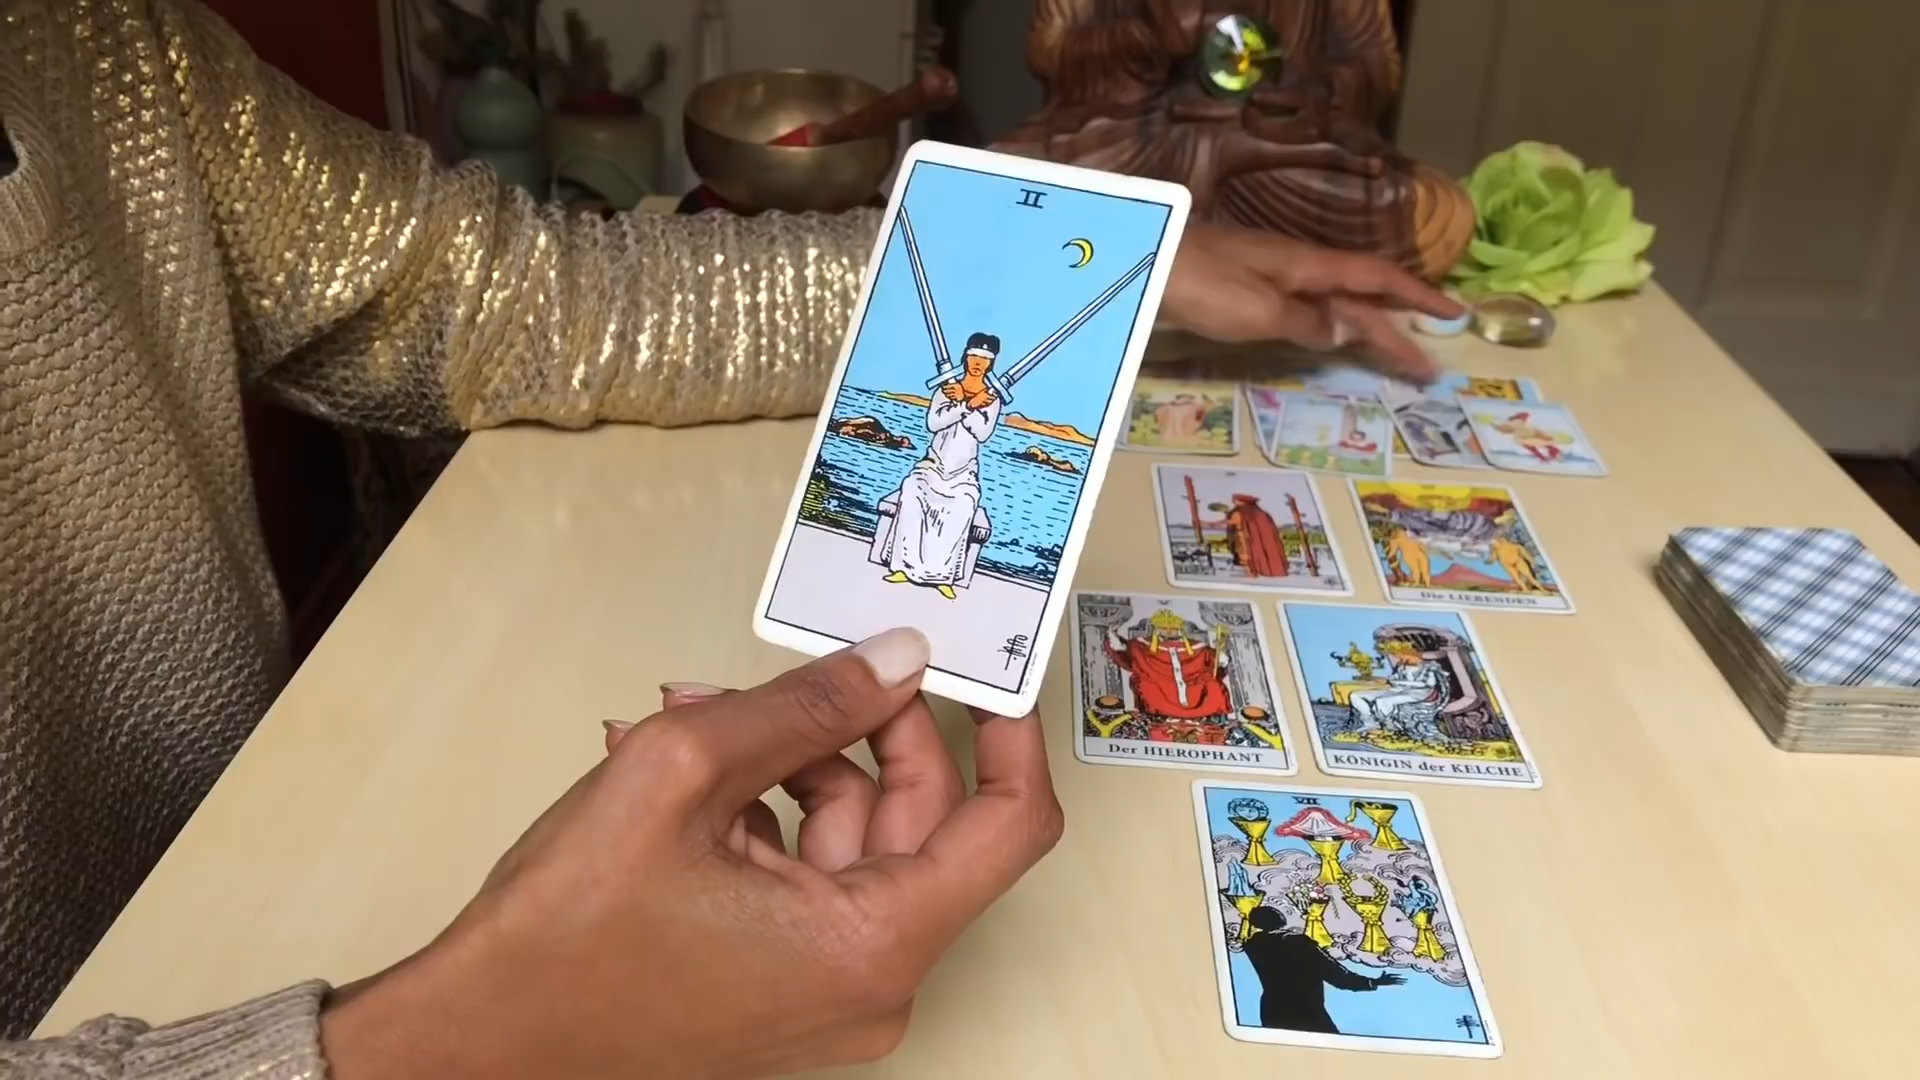 II
Die LIEBENDEN
Der HIEROPHANT
KÖNIGIN der KELCHE
VII